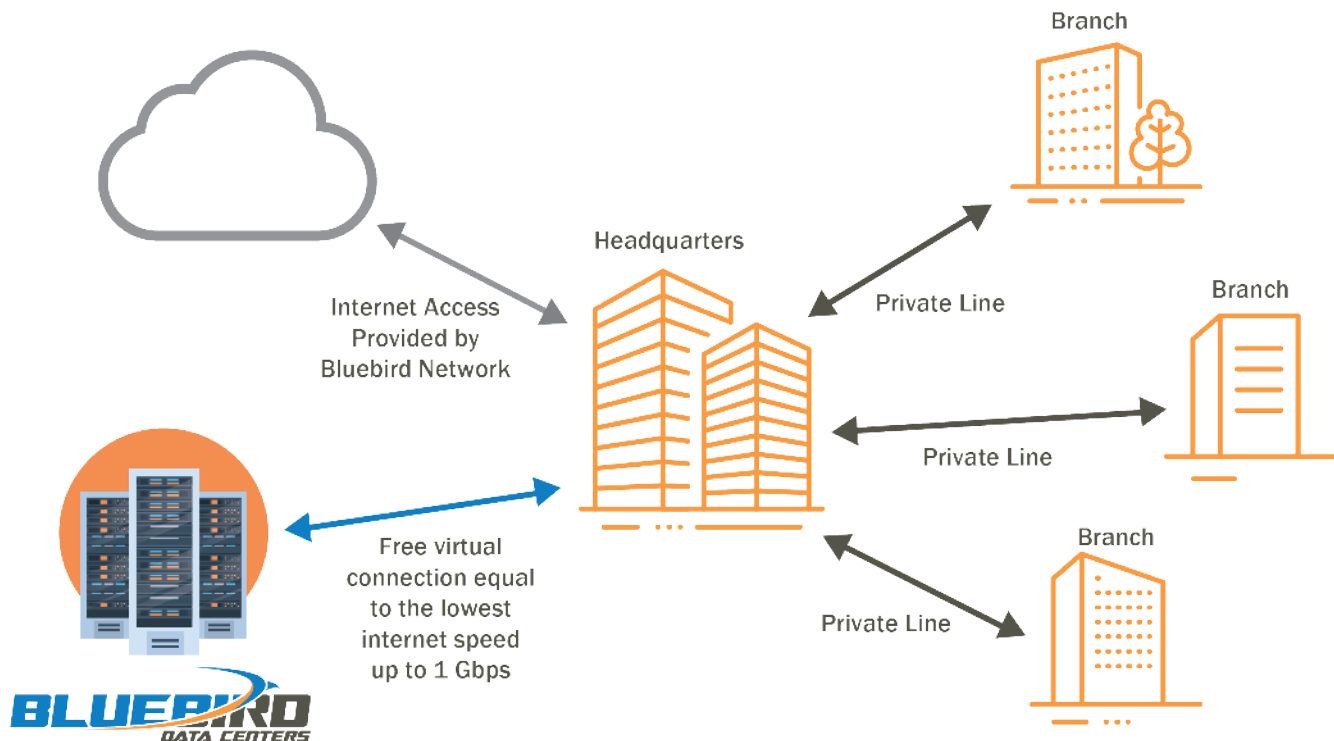 Branch
Headquarters
Internet Access
Provided by
Bluebird Network
Private Line
Branch
Private Line
Free virtual
connection equal
to the lowest
internet speed
up to 1 Gbps
Branch
Private Line
BLUEBIRD
DATA CENTERS